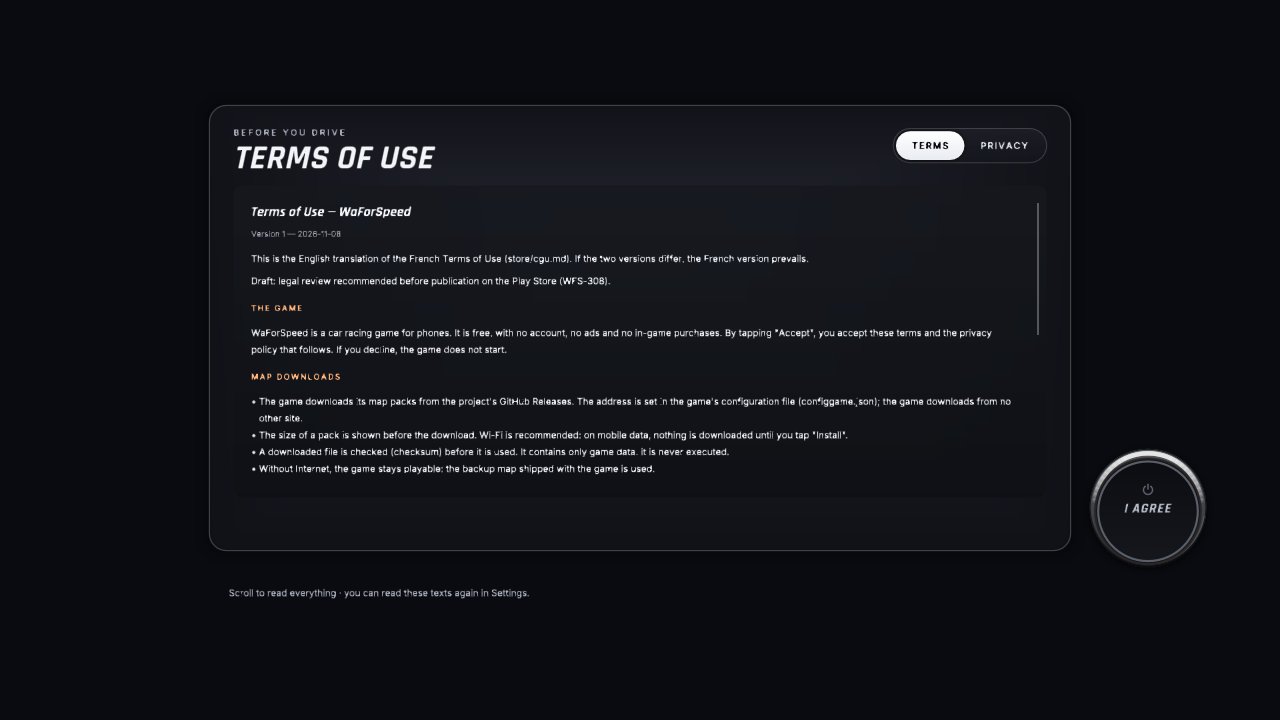 BEFORE YOU DRIVE
TERMS OF USE
TERMS
PRIVACY
Terms of Use — WaForSpeed
Version 1 — 2026-11-08
This is the English translation of the French Terms of Use (store/cgu.md). If the two versions differ, the French version prevails.
Draft: legal review recommended before publication on the Play Store (WFS-308).
THE GAME
WaForSpeed is a car racing game for phones. It is free, with no account, no ads and no in-game purchases. By tapping "Accept", you accept these terms and the privacy
policy that follows. If you decline, the game does not start.
MAP DOWNLOADS
• The game downloads its map packs from the project's GitHub Releases. The address is set in the game's configuration file (configgame.json); the game downloads from no
other site.
• The size of a pack is shown before the download. Wi-Fi is recommended: on mobile data, nothing is downloaded until you tap "Install".
• A downloaded file is checked (checksum) before it is used. It contains only game data. It is never executed.
• Without Internet, the game stays playable: the backup map shipped with the game is used.
I AGREE
Scroll to read everything · you can read these texts again in Settings.